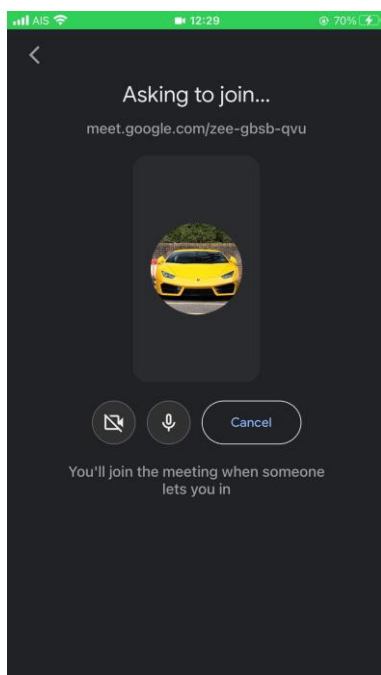 AIS 12:29 70%
Asking to join...
meet.google.com/zee-gbsb-qvu
Cancel
You'll join the meeting when someone
lets you in